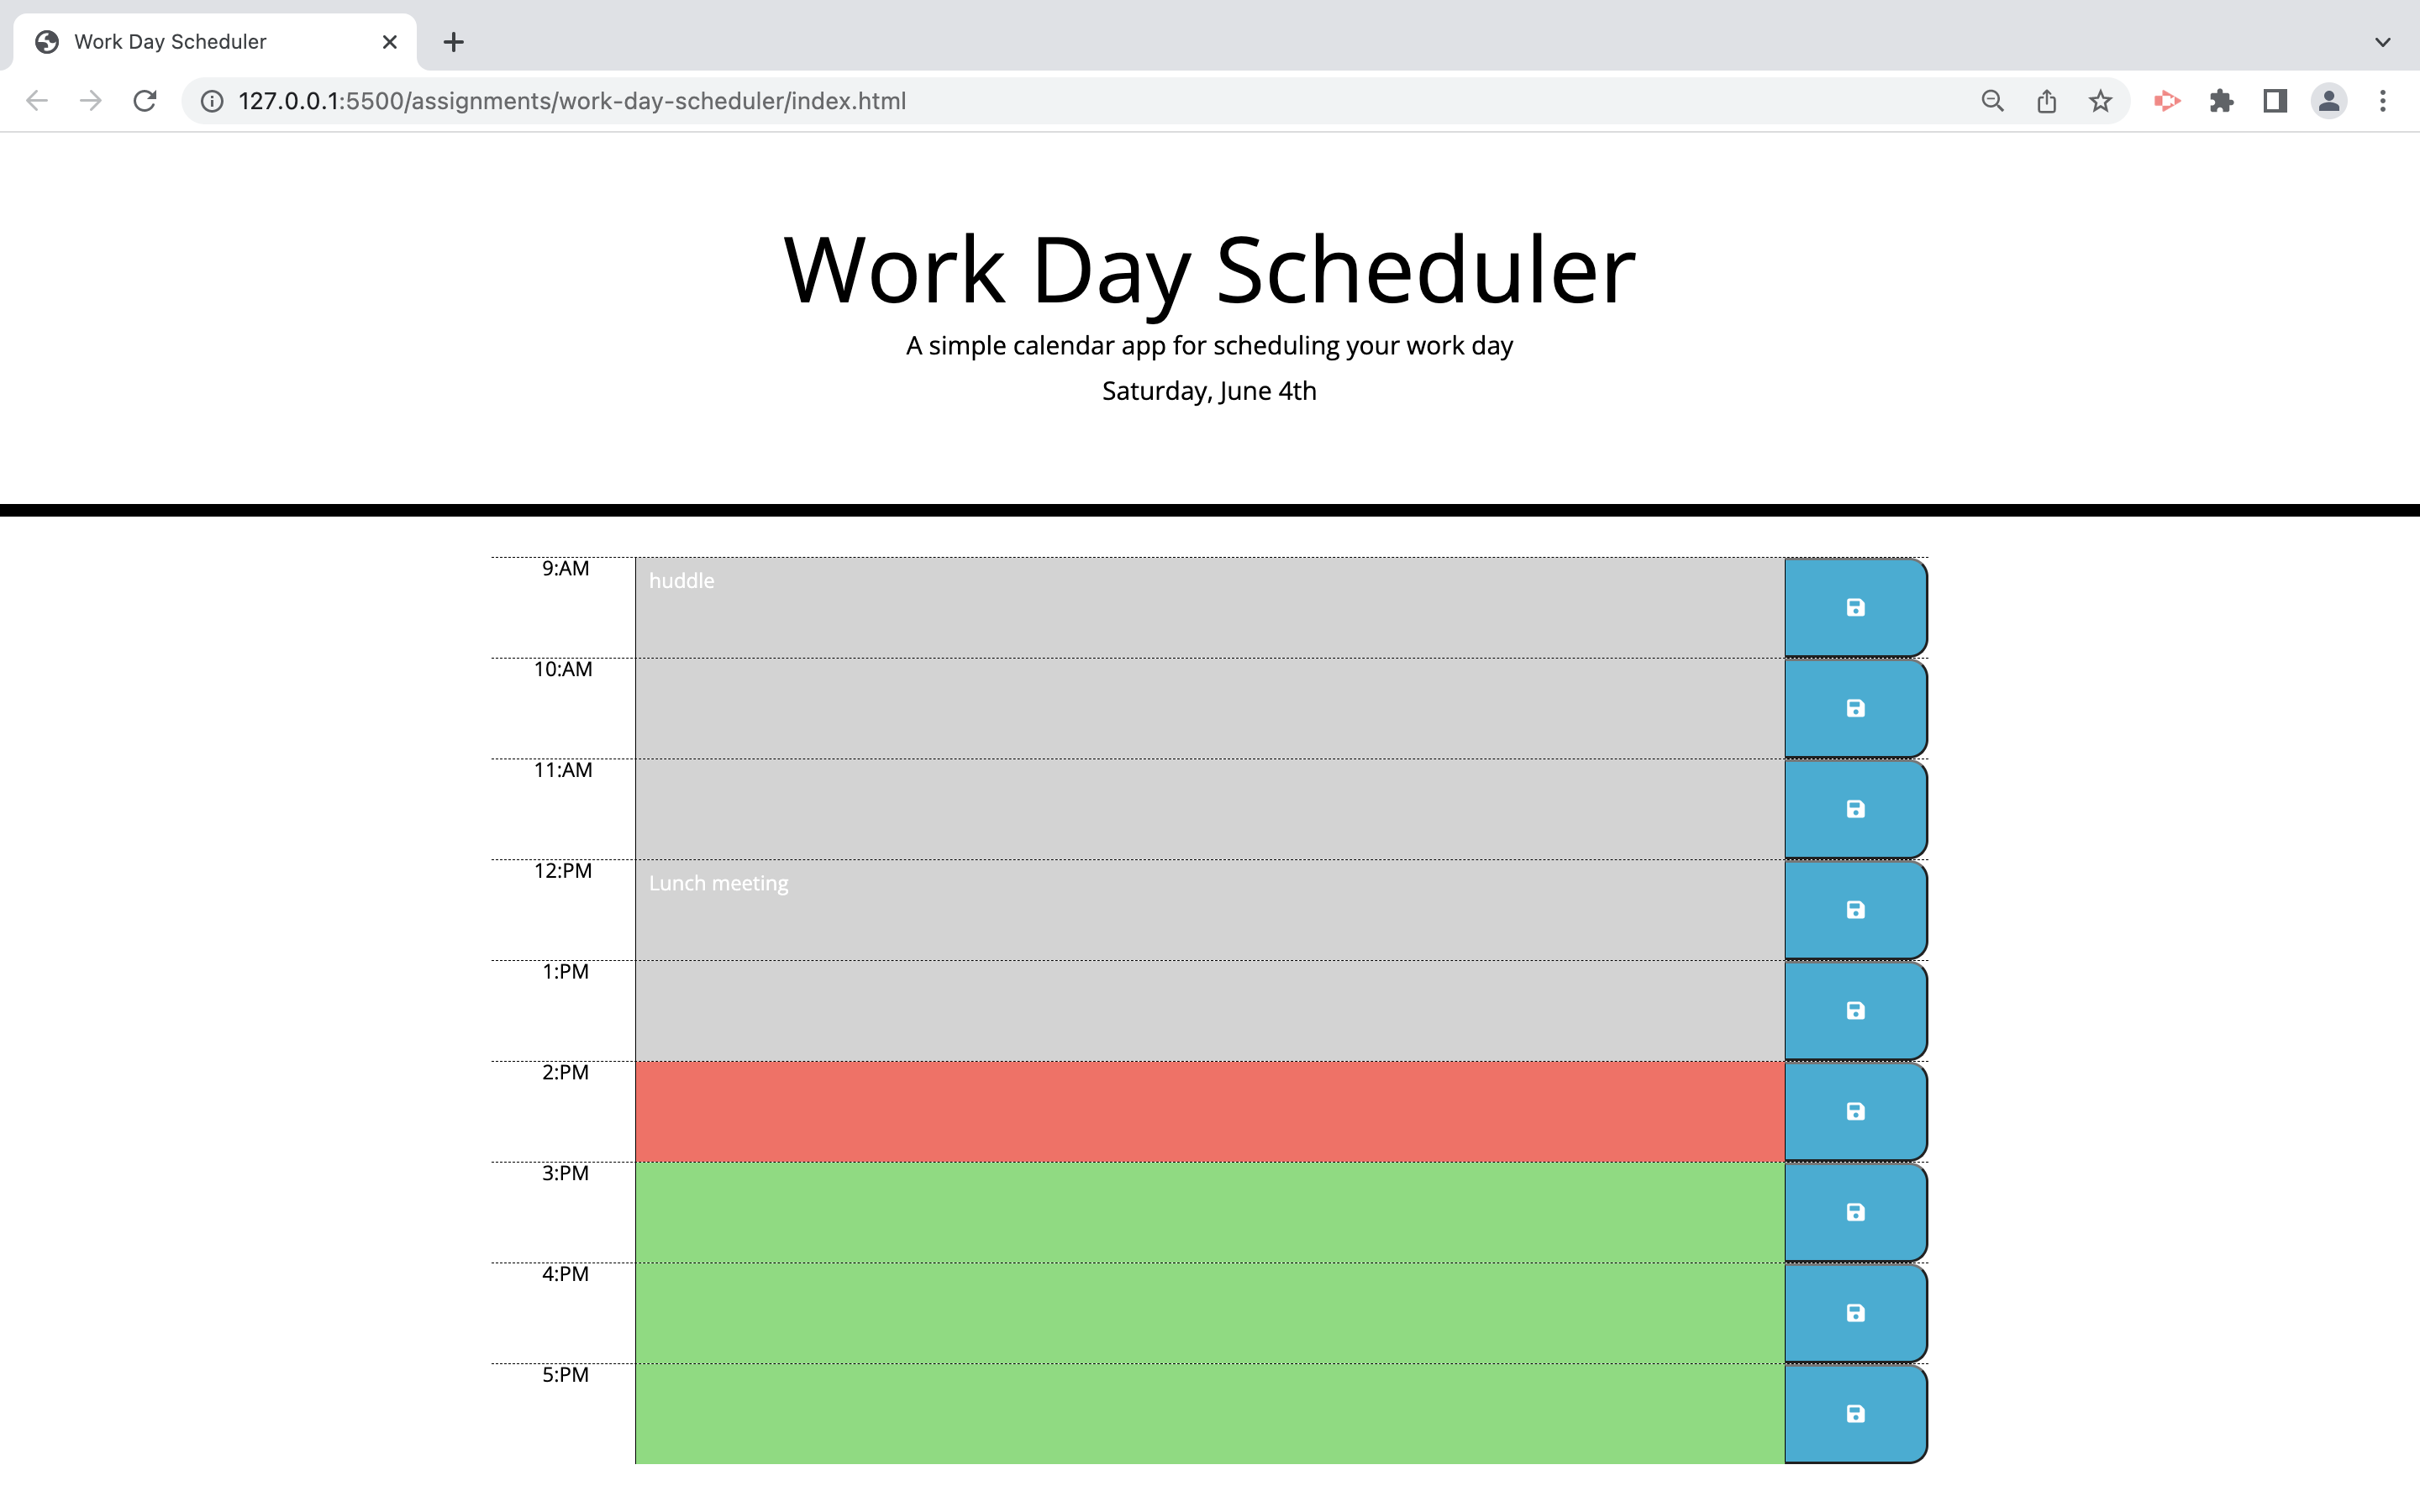 Work Day Scheduler
127.0.0.1:5500/assignments/work-day-scheduler/index.html
Work Day Scheduler
A simple calendar app for scheduling your work day
Saturday, June 4th
9:AM huddle
10:AM
11:AM
12:PM Lunch meeting
1:PM
2:PM
3:PM
4:PM
5:PM